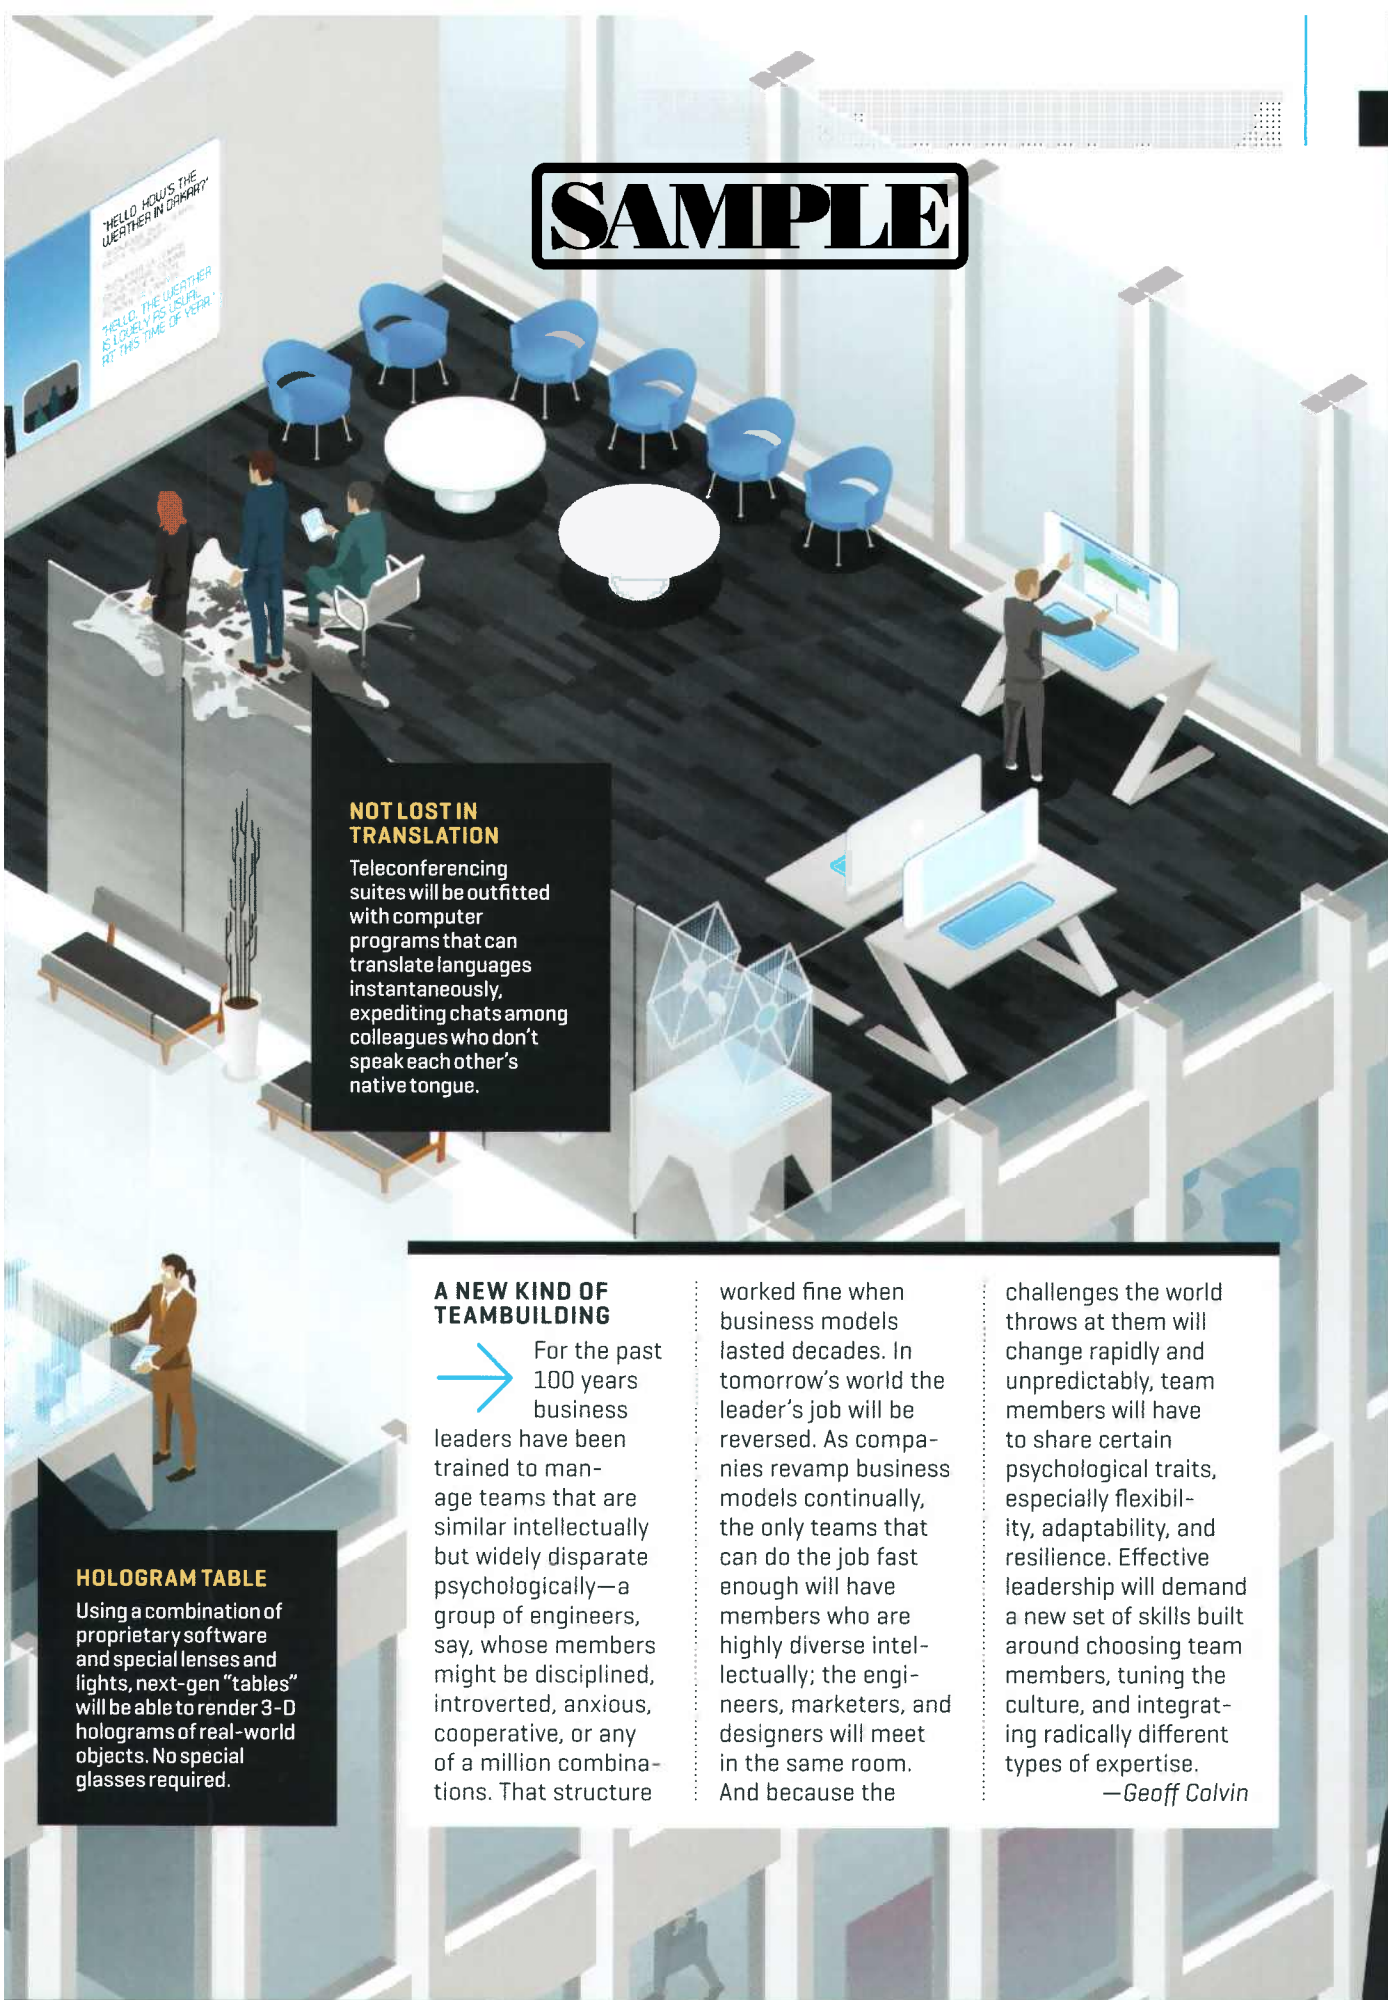 "HELLO, HOW'S THE
WEATHER IN DAKAR?"
"HELLO, THE WEATHER
IS LOVELY AS USUAL
AT THIS TIME OF YEAR."
SAMPLE
NOT LOST IN
TRANSLATION
Teleconferencing
suites will be outfitted
with computer
programs that can
translate languages
instantaneously,
expediting chats among
colleagues who don't
speak each other's
native tongue.
HOLOGRAM TABLE
Using a combination of
proprietary software
and special lenses and
lights, next-gen "tables"
will be able to render 3-D
holograms of real-world
objects. No special
glasses required.
A NEW KIND OF
TEAMBUILDING
For the past
100 years
business
leaders have been
trained to man-
age teams that are
similar intellectually
but widely disparate
psychologically—a
group of engineers,
say, whose members
might be disciplined,
introverted, anxious,
cooperative, or any
of a million combina-
tions. That structure
worked fine when
business models
lasted decades. In
tomorrow's world the
leader's job will be
reversed. As compa-
nies revamp business
models continually,
the only teams that
can do the job fast
enough will have
members who are
highly diverse intel-
lectually; the engi-
neers, marketers, and
designers will meet
in the same room.
And because the
challenges the world
throws at them will
change rapidly and
unpredictably, team
members will have
to share certain
psychological traits,
especially flexibil-
ity, adaptability, and
resilience. Effective
leadership will demand
a new set of skills built
around choosing team
members, tuning the
culture, and integrat-
ing radically different
types of expertise.
—Geoff Colvin